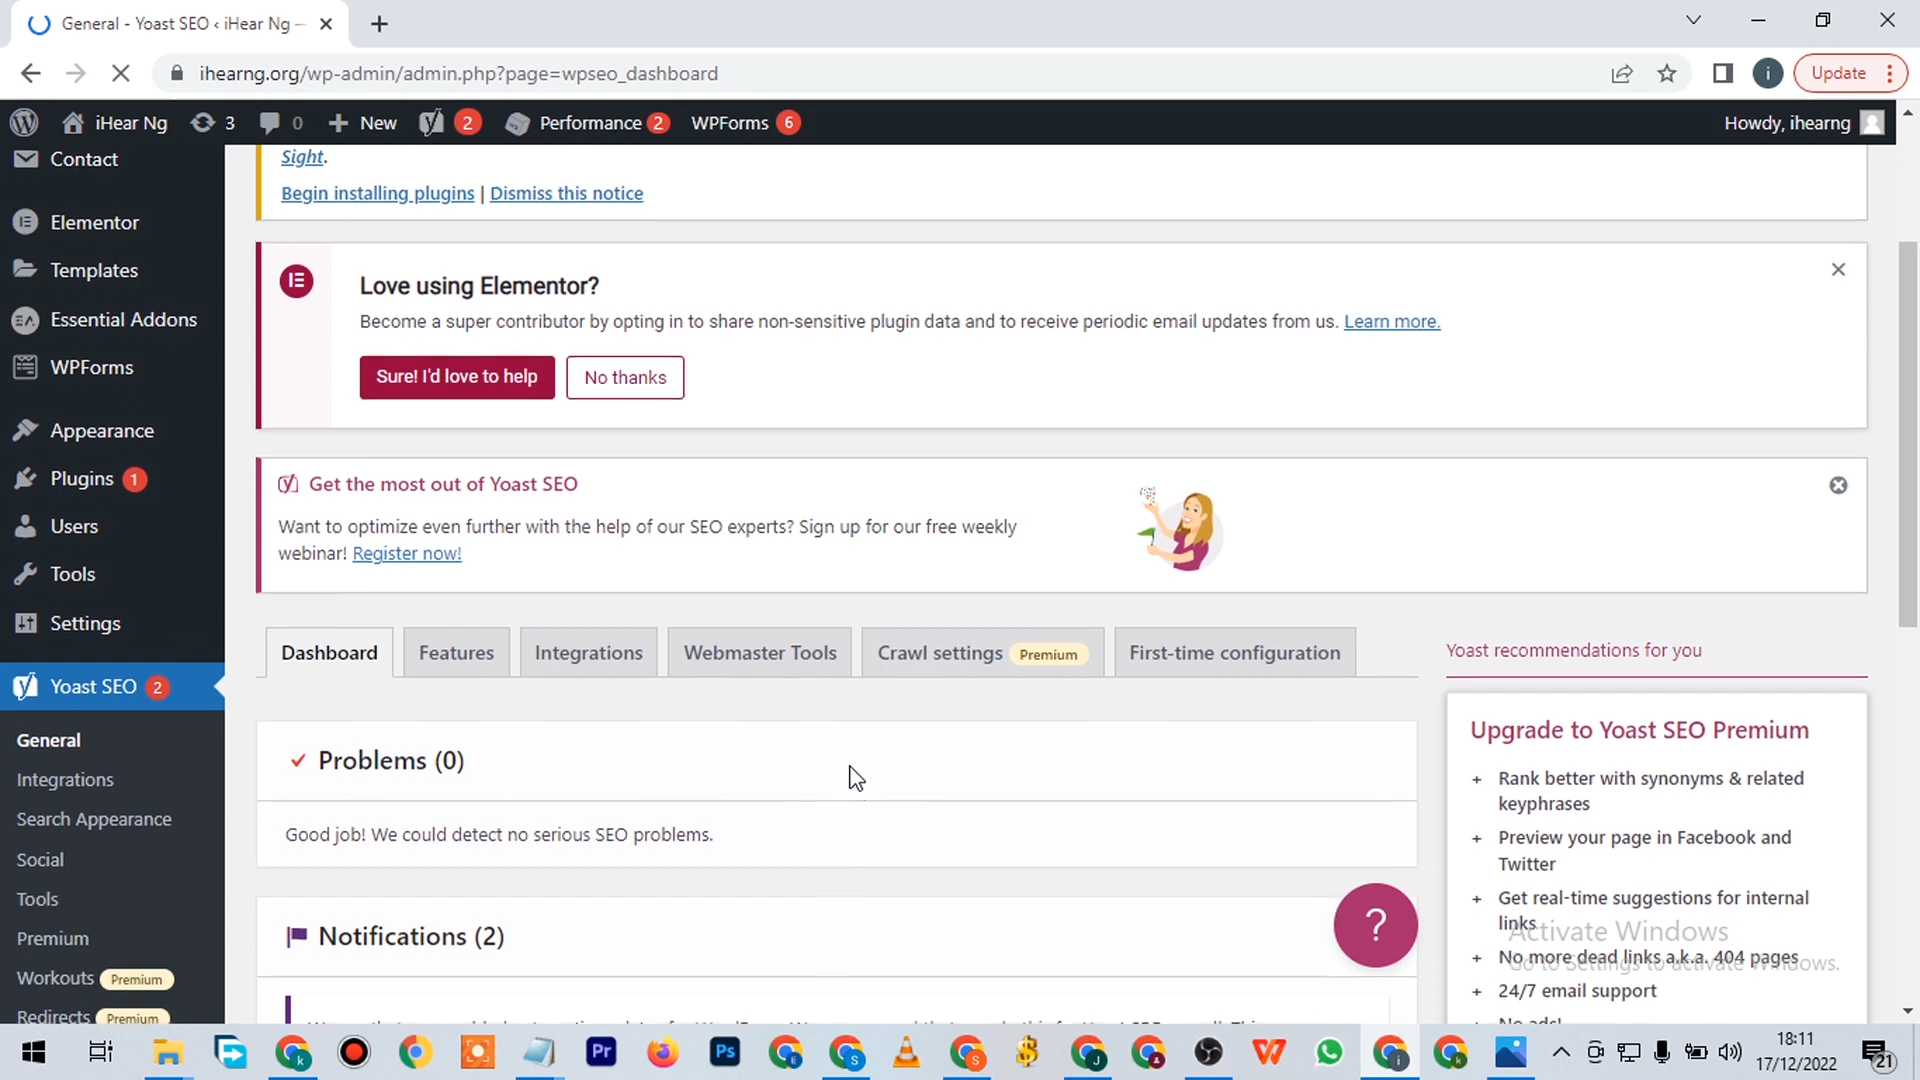 General - Yoast SEO ‹ iHear Ng —
ihearng.org/wp-admin/admin.php?page=wpseo_dashboard
i
Update
iHear Ng
3
0
New
2
Performance 2
WPForms 6
Howdy, ihearng
Contact
Elementor
Templates
Essential Addons
WPForms
Appearance
Plugins 1
Users
Tools
Settings
Yoast SEO 2
General
Integrations
Search Appearance
Social
Tools
Premium
Workouts Premium
Redirects Premium
Sight.
Begin installing plugins | Dismiss this notice
Love using Elementor?
Become a super contributor by opting in to share non-sensitive plugin data and to receive periodic email updates from us. Learn more.
Sure! I'd love to help
No thanks
Get the most out of Yoast SEO
Want to optimize even further with the help of our SEO experts? Sign up for our free weekly
webinar! Register now!
Dashboard
Features
Integrations
Webmaster Tools
Crawl settings Premium
First-time configuration
Problems (0)
Good job! We could detect no serious SEO problems.
Notifications (2)
?
Yoast recommendations for you
Upgrade to Yoast SEO Premium
+ Rank better with synonyms & related
keyphrases
+ Preview your page in Facebook and
Twitter
+ Get real-time suggestions for internal
links
+ No more dead links a.k.a. 404 pages
+ 24/7 email support
+ No ads!
Activate Windows
Go to Settings to activate Windows.
18:11
17/12/2022
21